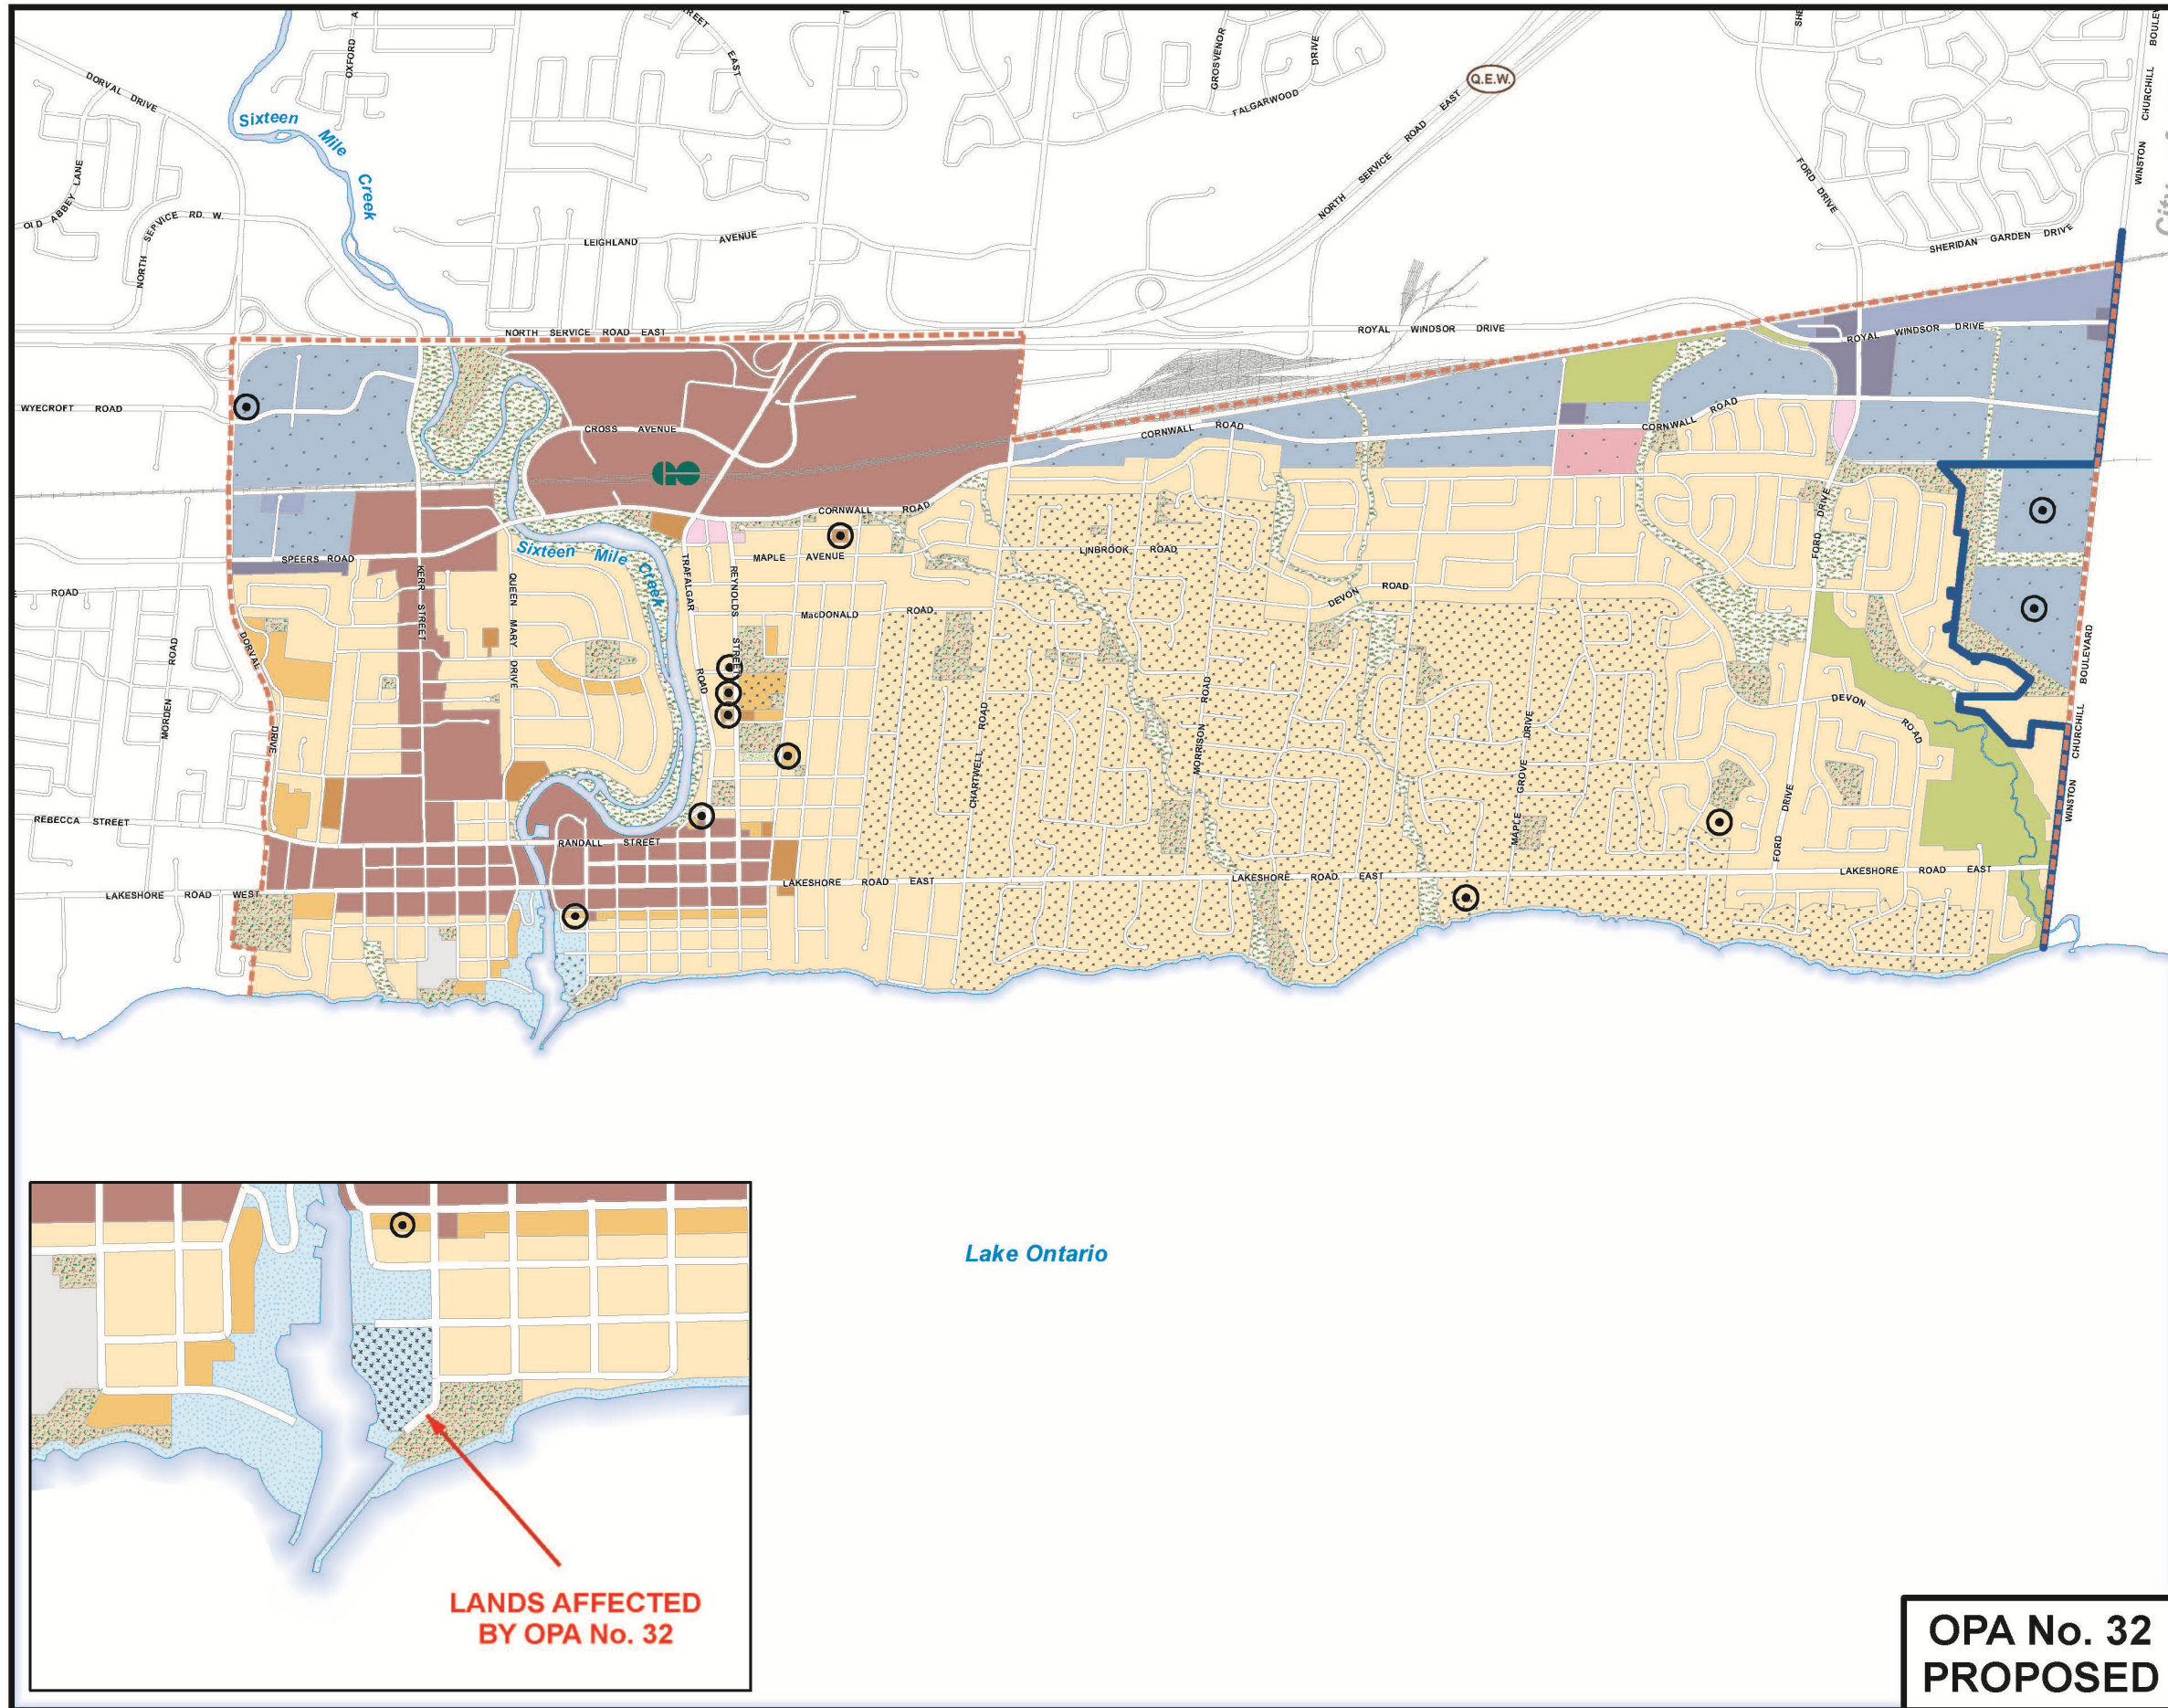 DORVAL DRIVE
OXFORD
STREET
EAST
GROSVENOR
DRIVE
FALGARWOOD
Q.E.W.
NORTH SERVICE ROAD EAST
FORD DRIVE
WINSTON CHURCHILL
SHERIDAN GARDEN DRIVE
Sixteen
Mile
Creek
OLD ABBEY LANE
NORTH SERVICE RD. W.
LEIGHLAND AVENUE
NORTH SERVICE ROAD EAST
ROYAL WINDSOR DRIVE
ROYAL WINDSOR DRIVE
WYECROFT ROAD
CROSS AVENUE
CORNWALL ROAD
CORNWALL ROAD
CORNWALL ROAD
SPEERS ROAD
Sixteen Mile
Creek
MAPLE AVENUE
LINBROOK ROAD
ROAD
KERR STREET
QUEEN MARY DRIVE
TRAFALGAR
ROAD
REYNOLDS
STREET
MacDONALD ROAD
DEVON ROAD
FORD DRIVE
DORVAL
DRIVE
MORDEN ROAD
CHARTWELL ROAD
MORRISON ROAD
MAPLE GROVE DRIVE
DEVON ROAD
FORD DRIVE
WINSTON CHURCHILL BOULEVARD
REBECCA STREET
RANDALL STREET
LAKESHORE ROAD WEST
LAKESHORE ROAD EAST
LAKESHORE ROAD EAST
LAKESHORE ROAD EAST
Lake Ontario
LANDS AFFECTED
BY OPA No. 32
OPA No. 32
PROPOSED